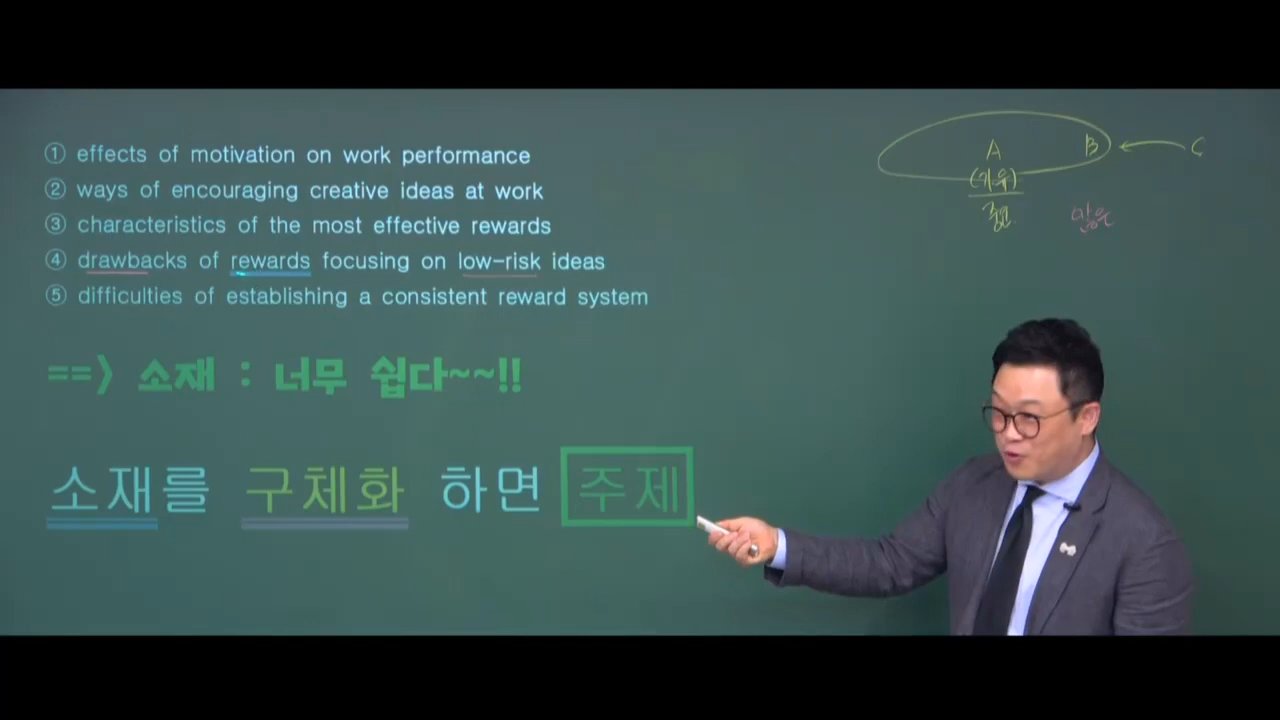 ① effects of motivation on work performance
② ways of encouraging creative ideas at work
③ characteristics of the most effective rewards
④ drawbacks of rewards focusing on low-risk ideas
⑤ difficulties of establishing a consistent reward system
==> 소재 : 너무 쉽다~~!!
소재를 구체화 하면 주제
A B C